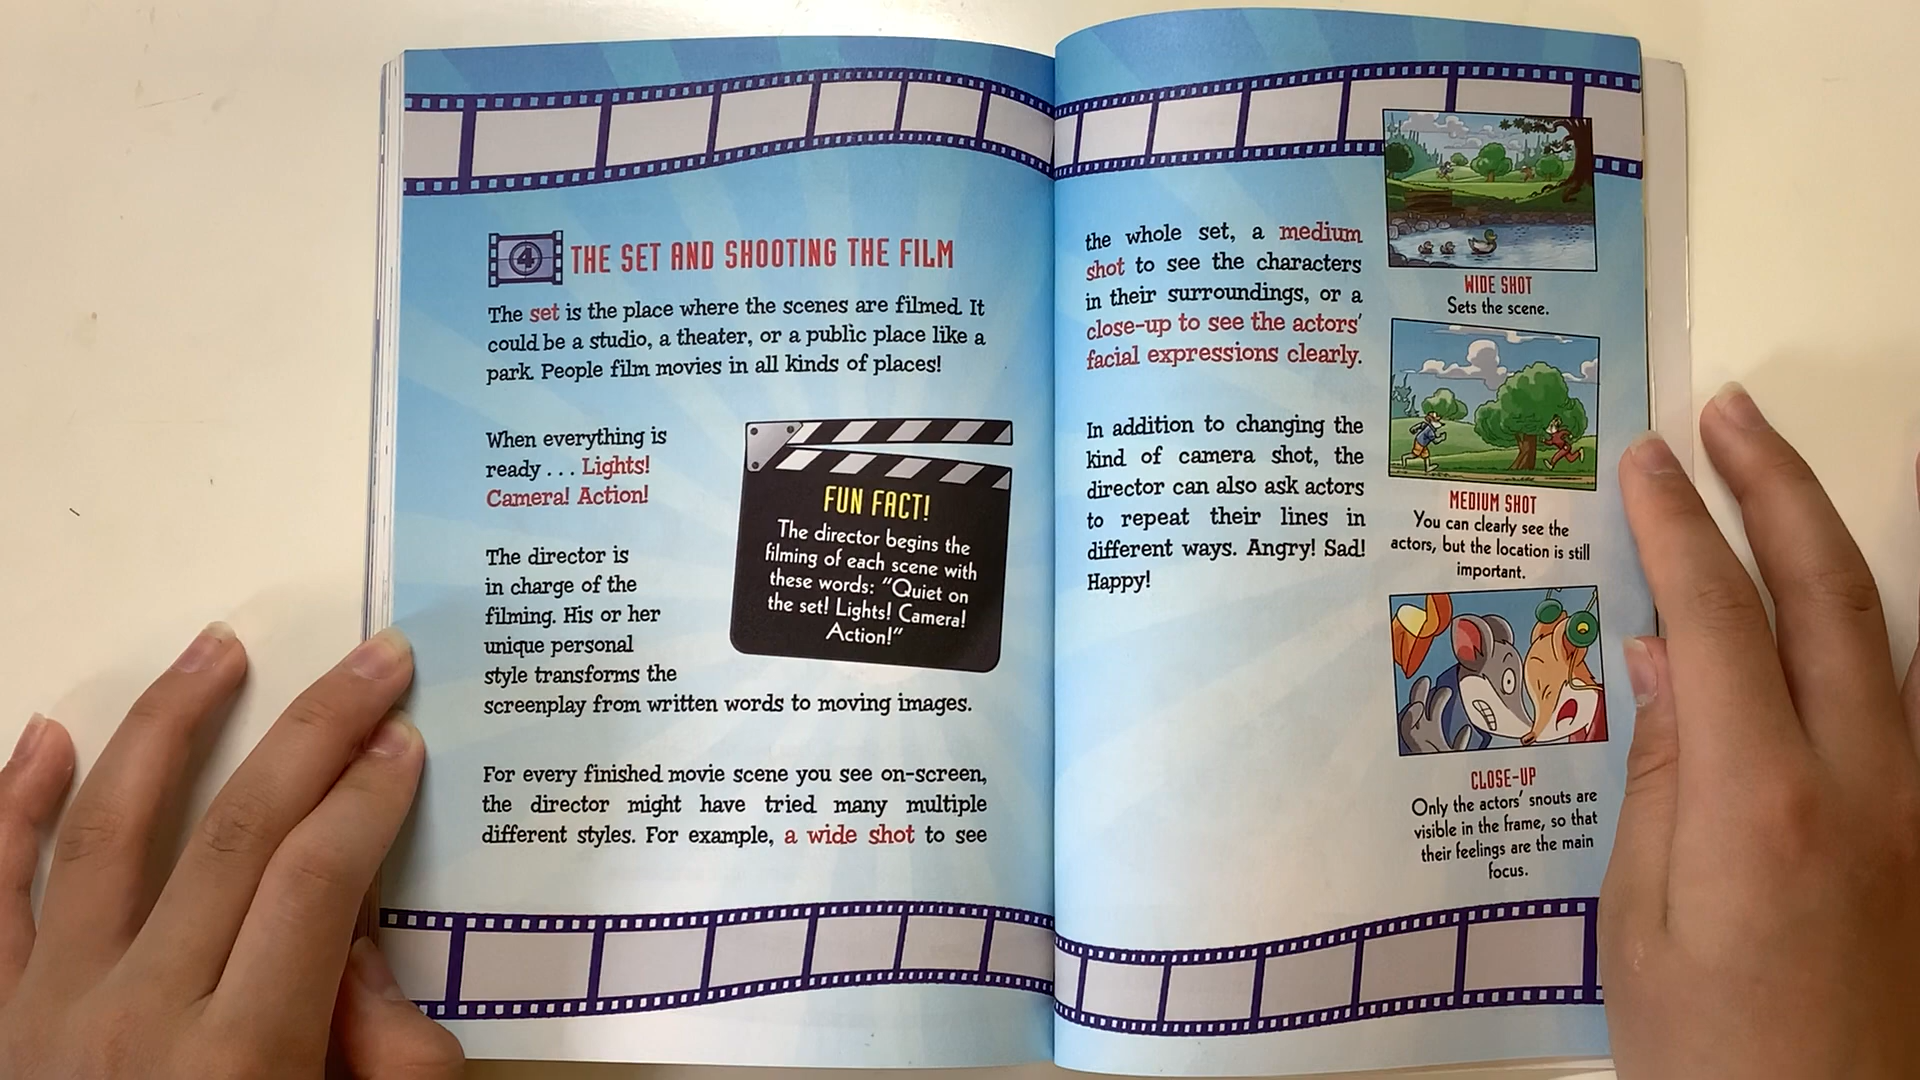 4 THE SET AND SHOOTING THE FILM
The set is the place where the scenes are filmed. It
could be a studio, a theater, or a public place like a
park. People film movies in all kinds of places!
When everything is
ready . . . Lights!
Camera! Action!
The director is
in charge of the
filming. His or her
unique personal
style transforms the
screenplay from written words to moving images.
FUN FACT!
The director begins the
filming of each scene with
these words: “Quiet on
the set! Lights! Camera!
Action!”
For every finished movie scene you see on-screen,
the director might have tried many multiple
different styles. For example, a wide shot to see
the whole set, a medium
shot to see the characters
in their surroundings, or a
close-up to see the actors’
facial expressions clearly.
In addition to changing the
kind of camera shot, the
director can also ask actors
to repeat their lines in
different ways. Angry! Sad!
Happy!
WIDE SHOT
Sets the scene.
MEDIUM SHOT
You can clearly see the
actors, but the location is still
important.
CLOSE-UP
Only the actors’ snouts are
visible in the frame, so that
their feelings are the main
focus.